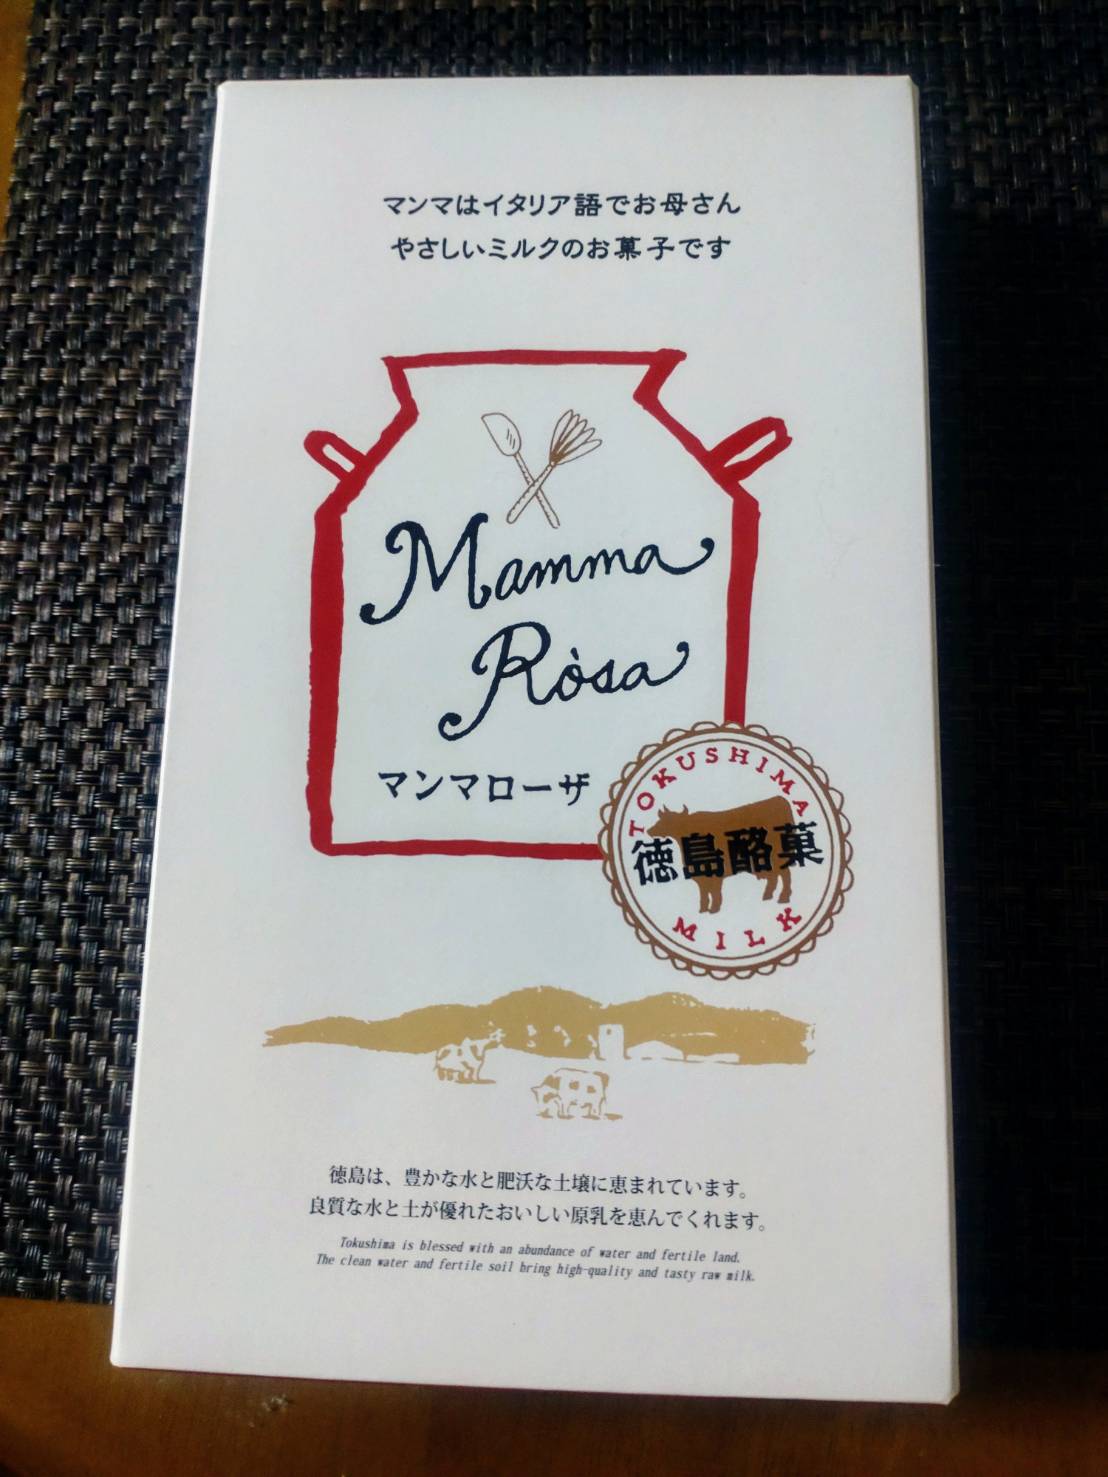 マンマはイタリア語でお母さん
やさしいミルクのお菓子です
Mamma
Ròsa
マンマローザ
TOKUSHIMA
徳島酪菓
MILK
徳島は、豊かな水と肥沃な土壌に恵まれています。
良質な水と土が優れたおいしい原乳を恵んでくれます。
Tokushima is blessed with an abundance of water and fertile land.
The clean water and fertile soil bring high-quality and tasty raw milk.